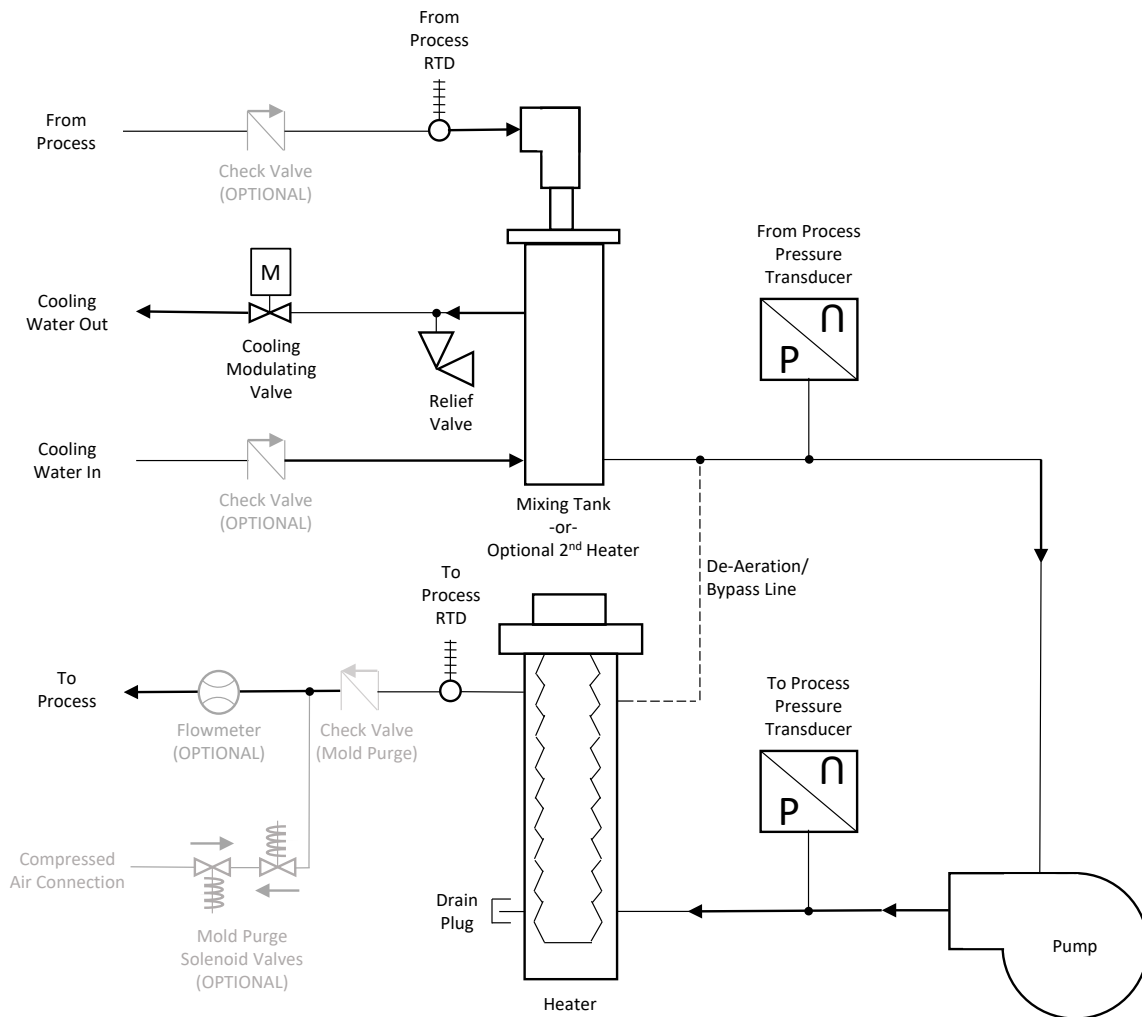 From
Process
RTD
From
Process
Check Valve
(OPTIONAL)
From Process
Pressure
Transducer
M
Cooling
Water Out
Cooling
Modulating
Valve
Relief
Valve
U
P
Cooling
Water In
Check Valve
(OPTIONAL)
Mixing Tank
-or-
Optional 2nd Heater
De-Aeration/
Bypass Line
To
Process
RTD
To
Process
Flowmeter
(OPTIONAL)
Check Valve
(Mold Purge)
To Process
Pressure
Transducer
U
P
Compressed
Air Connection
Mold Purge
Solenoid Valves
(OPTIONAL)
Drain
Plug
Heater
Pump